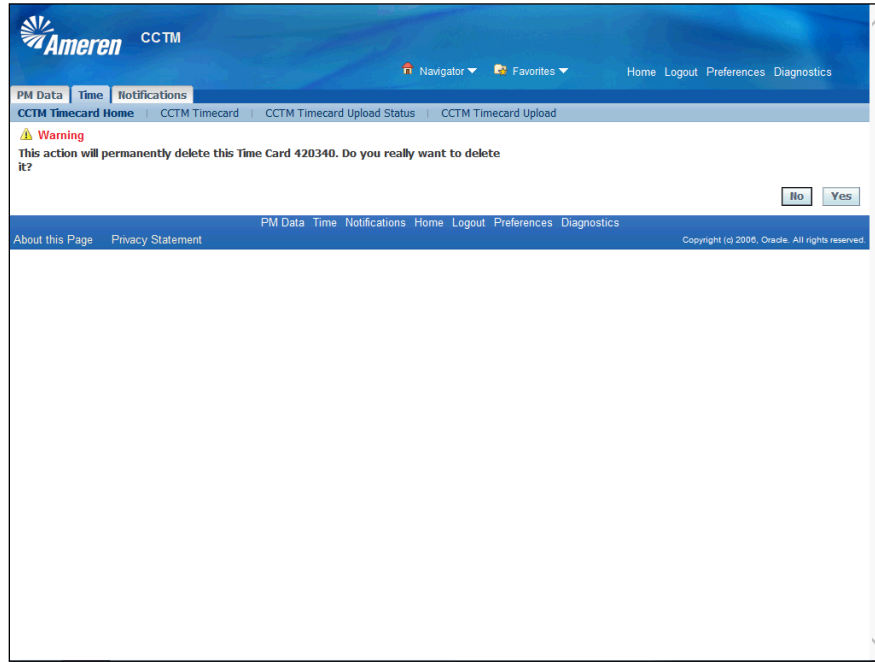 Ameren CCTM
Navigator Favorites Home Logout Preferences Diagnostics
PM Data Time Notifications
CCTM Timecard Home | CCTM Timecard | CCTM Timecard Upload Status | CCTM Timecard Upload
Warning
This action will permanently delete this Time Card 420340. Do you really want to delete
it?
No Yes
PM Data Time Notifications Home Logout Preferences Diagnostics
About this Page Privacy Statement Copyright (c) 2006, Oracle. All rights reserved.